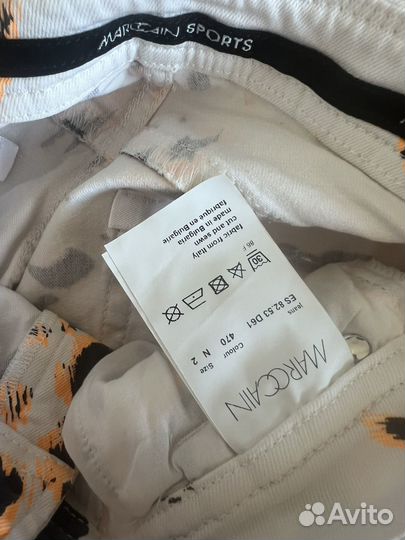 MARCCAIN SPORTS
MARCCAIN
Jeans
ES 82.53 D61
Colour Size
470 N 2
30
86 F
fabric from Italy
cut and sewn
made in Bulgaria
fabriqué en Bulgarie
Avito